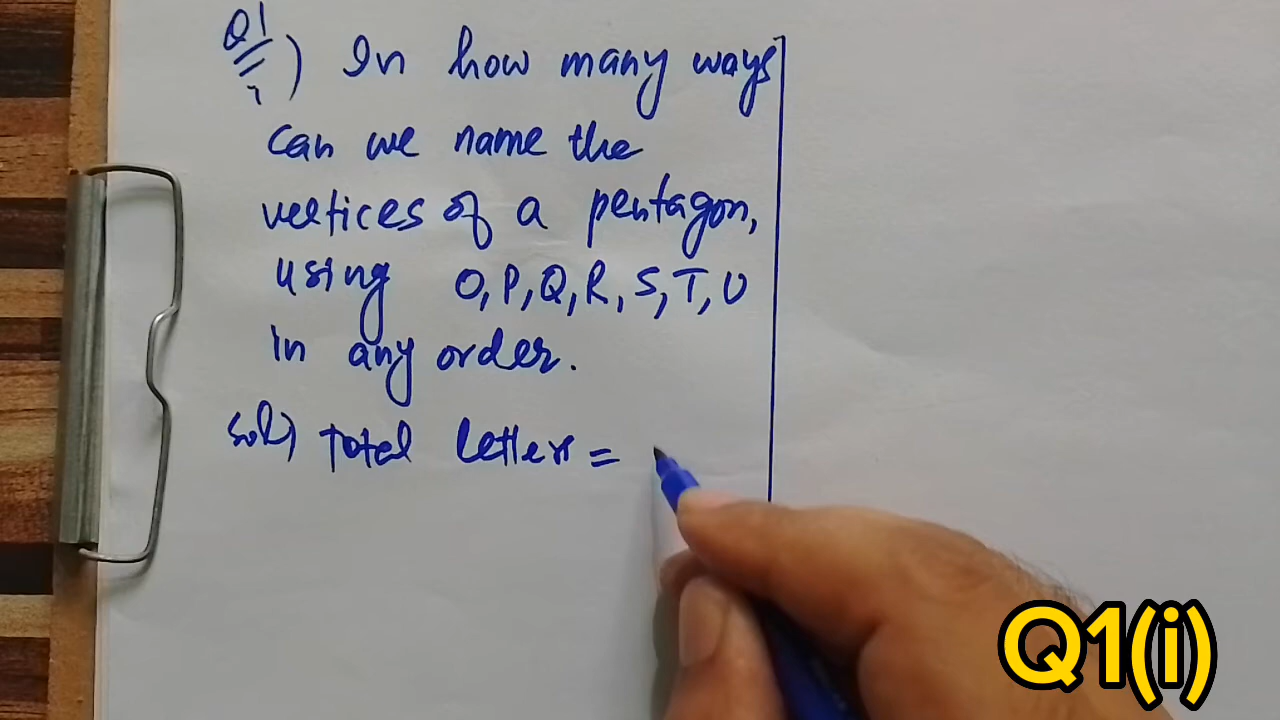 Q1
i) In how many ways
can we name the
vertices of a pentagon,
using O, P, Q, R, S, T, U
in any order.
sol) Total letters =
Q1(i)